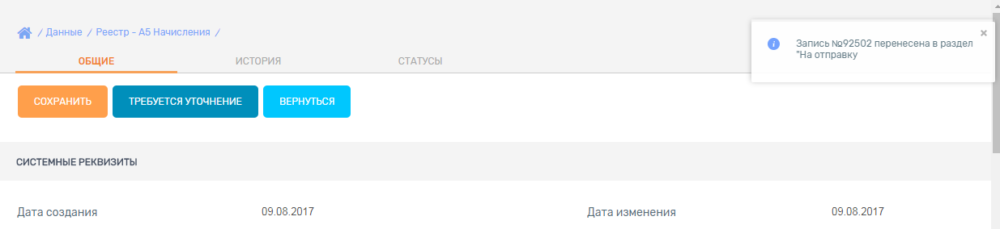 / Данные / Реестр - А5 Начисления /
Запись №92502 перенесена в раздел
"На отправку
ОБЩИЕ ИСТОРИЯ СТАТУСЫ
СОХРАНИТЬ ТРЕБУЕТСЯ УТОЧНЕНИЕ ВЕРНУТЬСЯ
СИСТЕМНЫЕ РЕКВИЗИТЫ
Дата создания 09.08.2017 Дата изменения 09.08.2017